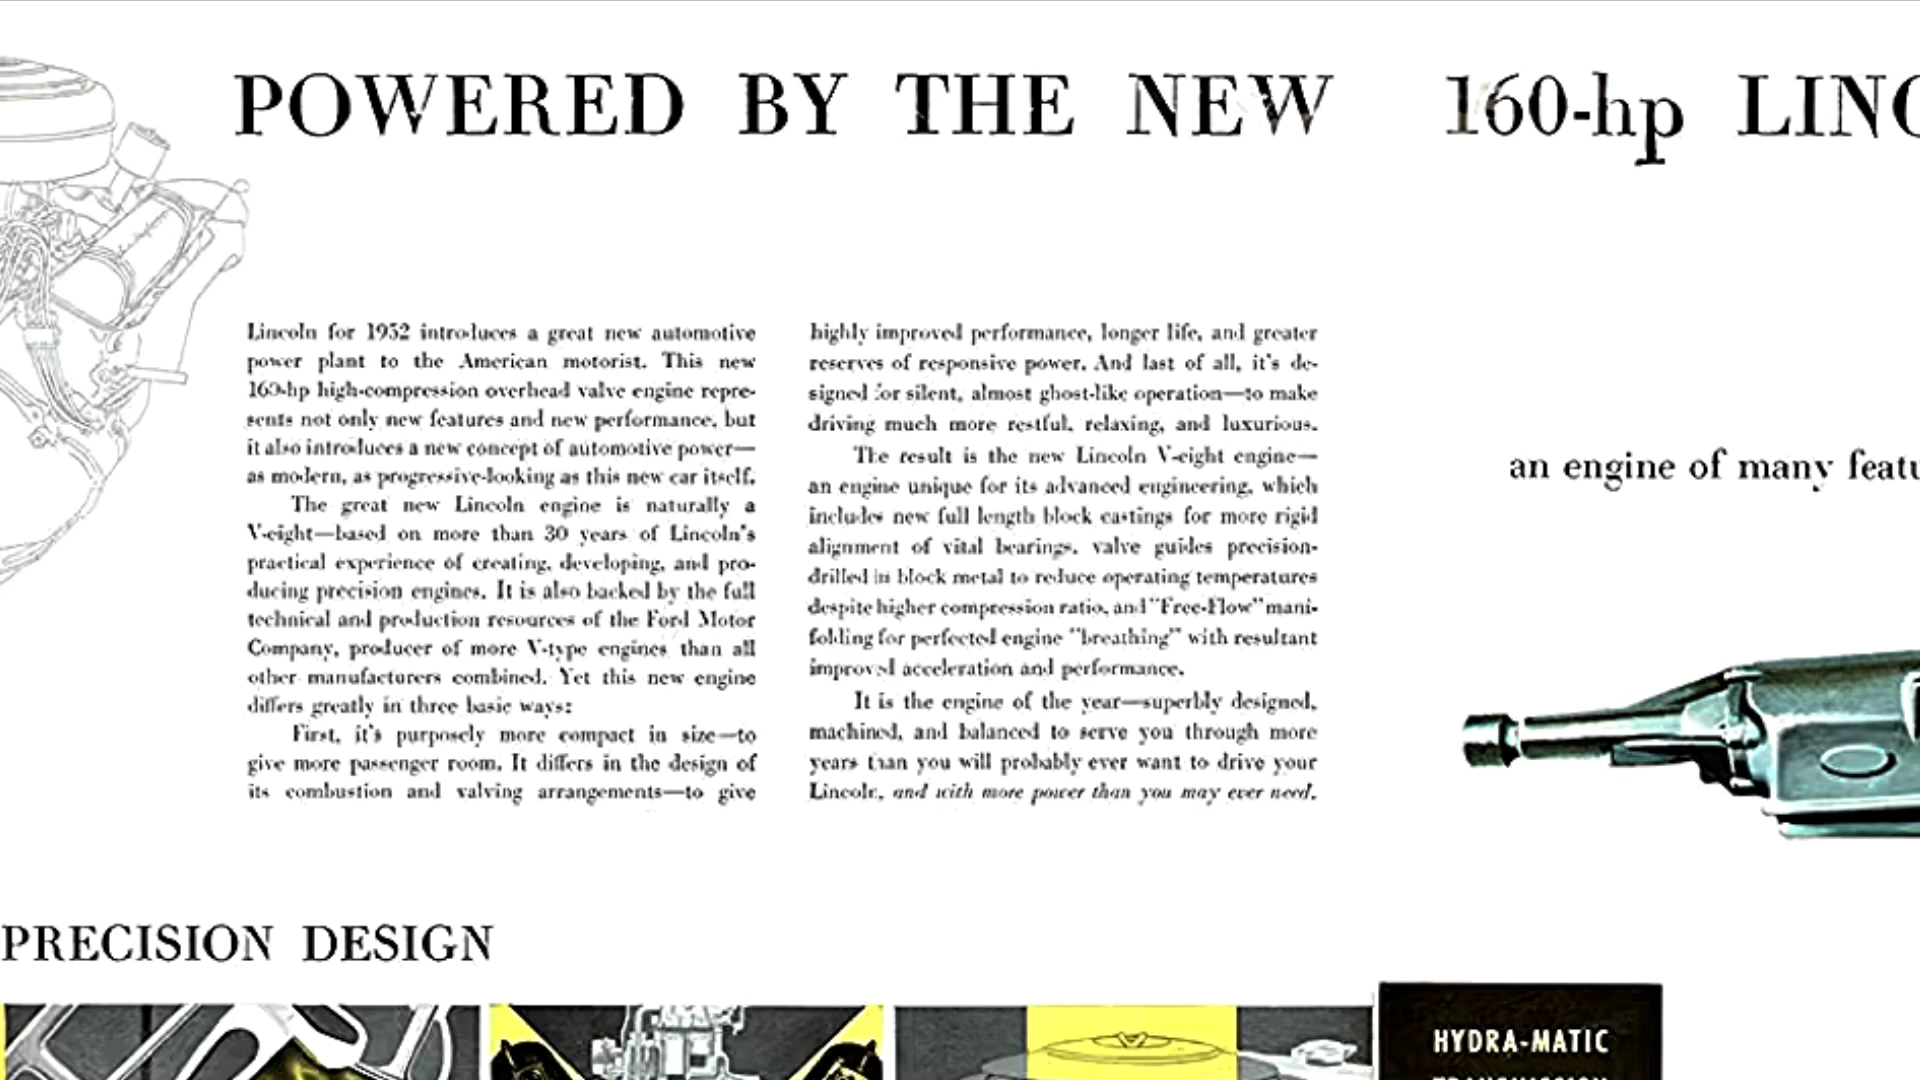 POWERED BY THE NEW 160-hp LINC
Lincoln for 1952 introduces a great new automotive
power plant to the American motorist. This new
160-hp high-compression overhead valve engine repre-
sents not only new features and new performance, but
it also introduces a new concept of automotive power—
as modern, as progressive-looking as this new car itself.
The great new Lincoln engine is naturally a
V-eight—based on more than 30 years of Lincoln's
practical experience of creating, developing, and pro-
ducing precision engines. It is also backed by the full
technical and production resources of the Ford Motor
Company, producer of more V-type engines than all
other manufacturers combined. Yet this new engine
differs greatly in three basic ways:
First, it's purposely more compact in size—to
give more passenger room. It differs in the design of
its combustion and valving arrangements—to give
highly improved performance, longer life, and greater
reserves of responsive power. And last of all, it's de-
signed for silent, almost ghost-like operation—to make
driving much more restful, relaxing, and luxurious.
The result is the new Lincoln V-eight engine—
an engine unique for its advanced engineering, which
includes new full length block castings for more rigid
alignment of vital bearings, valve guides precision-
drilled in block metal to reduce operating temperatures
despite higher compression ratio, and "Free-Flow" mani-
folding for perfected engine "breathing" with resultant
improved acceleration and performance.
It is the engine of the year—superbly designed,
machined, and balanced to serve you through more
years than you will probably ever want to drive your
Lincoln, and with more power than you may ever need.
an engine of many featu
PRECISION DESIGN
HYDRA-MATIC
TRANSMISSION